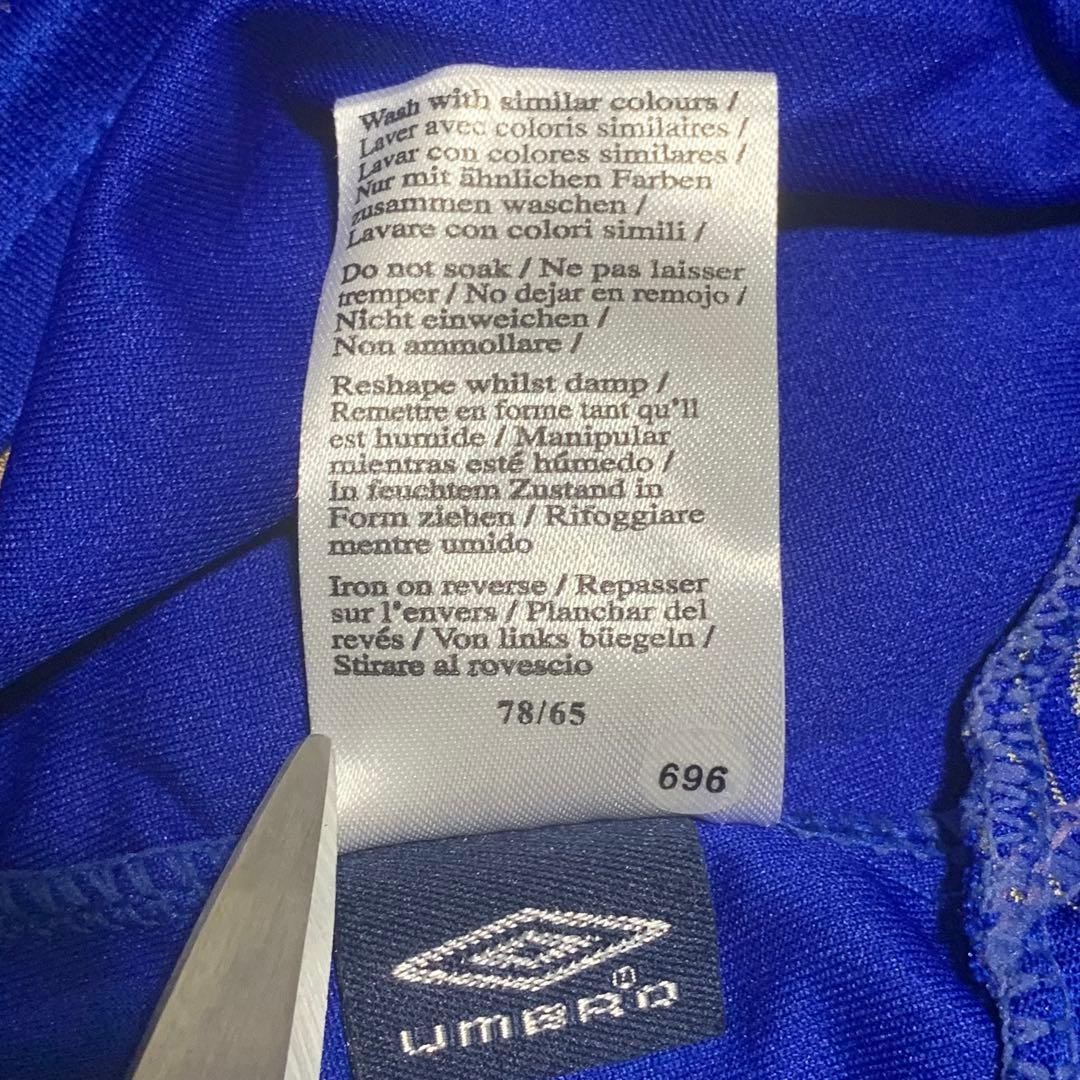 Wash with similar colours /
Laver avec coloris similaires /
Lavar con colores similares /
Nur mit ähnlichen Farben
zusammen waschen /
Lavare con colori simili /
Do not soak / Ne pas laisser
tremper / No dejar en remojo /
Nicht einweichen /
Non ammollare /
Reshape whilst damp /
Remettre en forme tant qu'll
est humide / Manipular
mientras esté húmedo /
In feuchtem Zustand in
Form ziehen / Rifoggiare
mentre umido
Iron on reverse / Repasser
sur l'envers / Planchar del
revés / Von links büegeln /
Stirare al rovescio
78/65
696
UMBRO